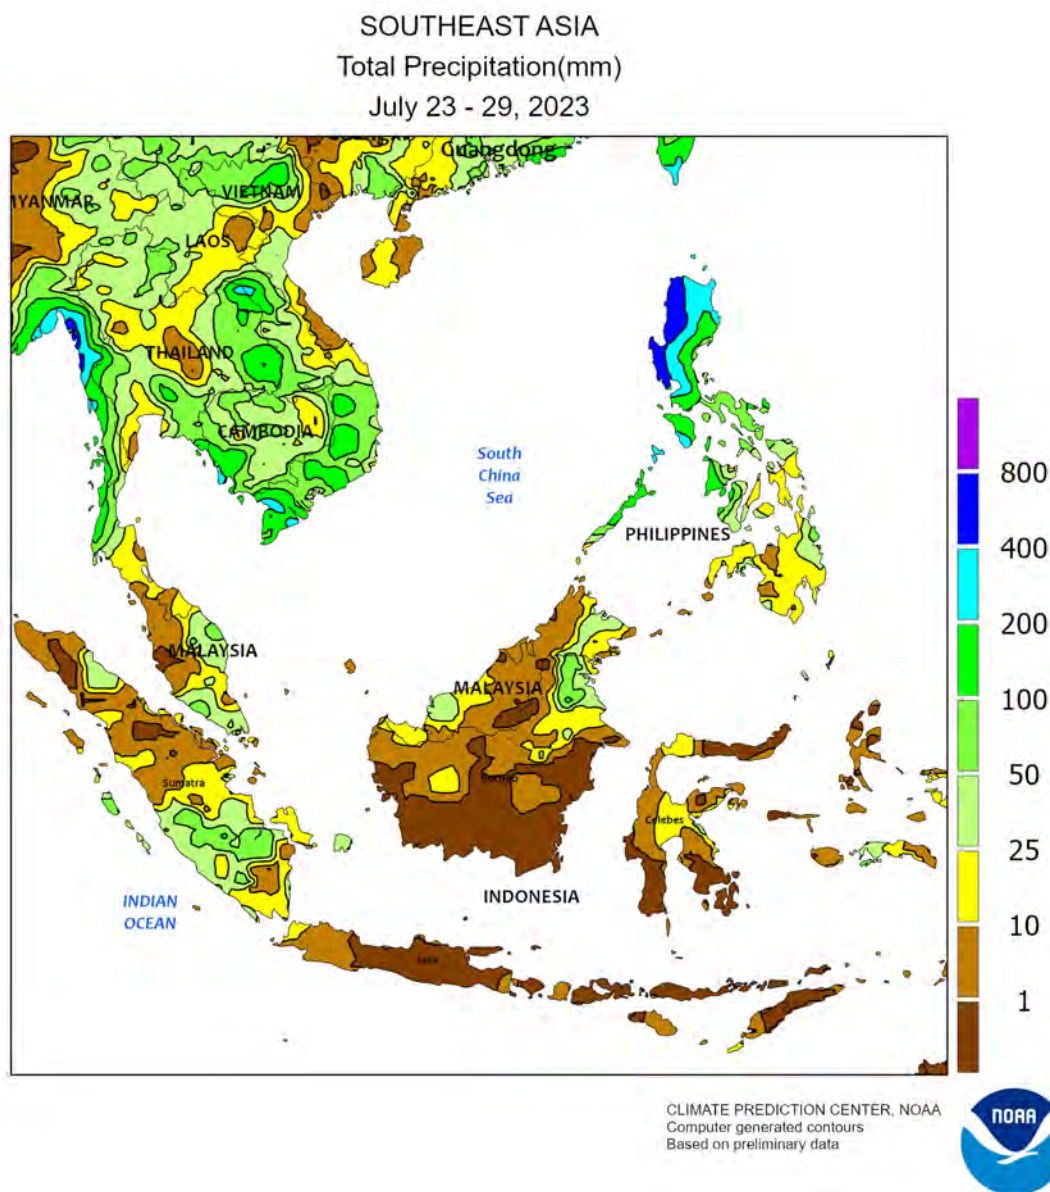 SOUTHEAST ASIA
Total Precipitation(mm)
July 23 - 29, 2023
Guangdong
VIETNAM
MYANMAR
LAOS
THAILAND
CAMBODIA
South
China
Sea
PHILIPPINES
MALAYSIA
MALAYSIA
Sumatra
Borneo
Celebes
INDIAN
OCEAN
INDONESIA
Java
800
400
200
100
50
25
10
1
CLIMATE PREDICTION CENTER, NOAA
Computer generated contours
Based on preliminary data
NOAA